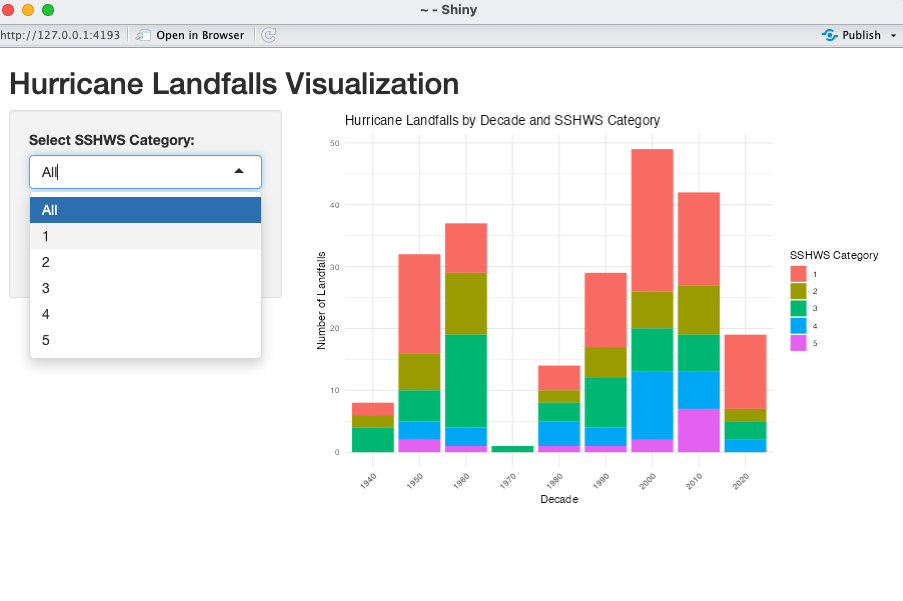 ~ - Shiny
http://127.0.0.1:4193
Open in Browser
Publish
Hurricane Landfalls Visualization
Select SSHWS Category:
All
All
1
2
3
4
5
Hurricane Landfalls by Decade and SSHWS Category
Number of Landfalls
50
40
30
20
10
0
1940 1950 1960 1970 1980 1990 2000 2010 2020
Decade
SSHWS Category
1
2
3
4
5